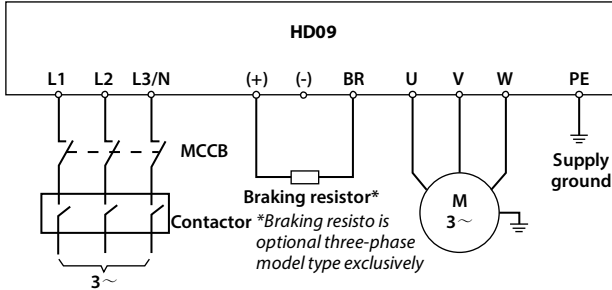 HD09
L1 L2 L3/N (+) (-) BR U V W PE
MCCB
Supply
ground
Braking resistor*
M
3~
Contactor
*Braking resisto is
optional three-phase
model type exclusively
3~